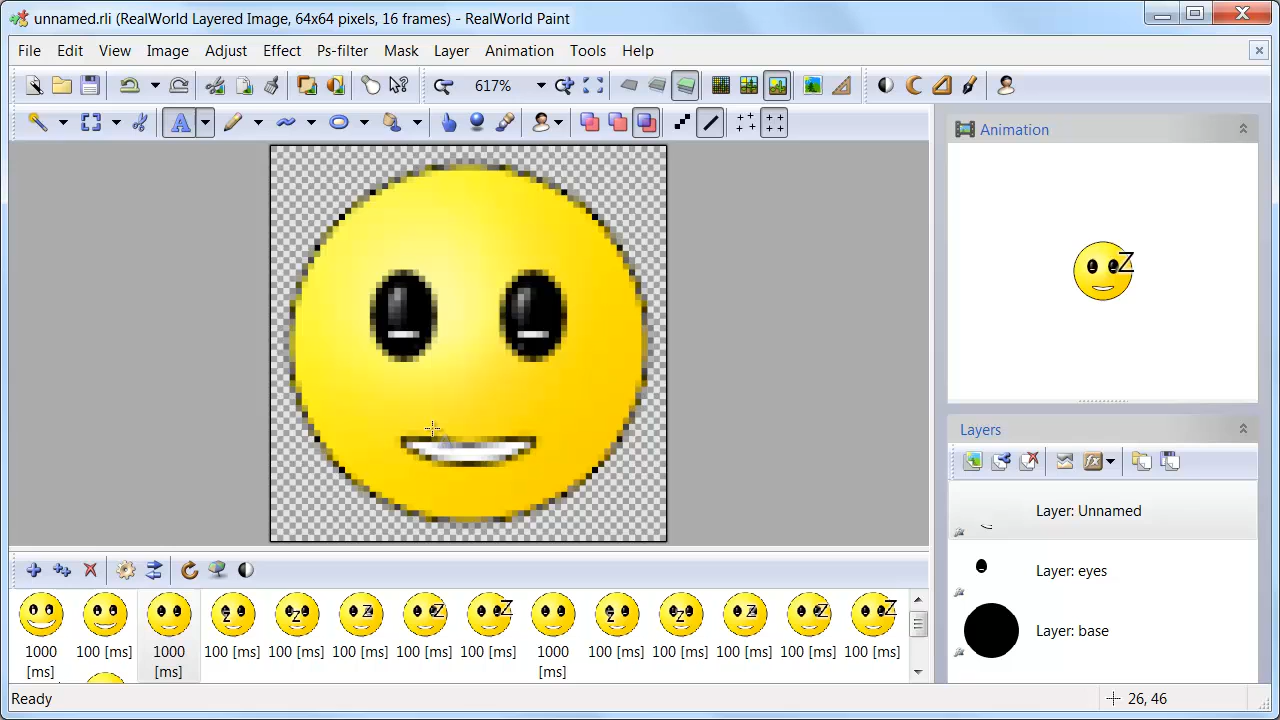 unnamed.rli (RealWorld Layered Image, 64x64 pixels, 16 frames) - RealWorld Paint
File Edit View Image Adjust Effect Ps-filter Mask Layer Animation Tools Help
617%
A
Animation
Z
Layers
Layer: Unnamed
Layer: eyes
Layer: base
Z Z Z Z Z Z Z Z Z Z
1000 [ms] 100 [ms] 1000 [ms] 100 [ms] 100 [ms] 100 [ms] 100 [ms] 100 [ms] 1000 [ms] 100 [ms] 100 [ms] 100 [ms] 100 [ms] 100 [ms]
Ready
26, 46